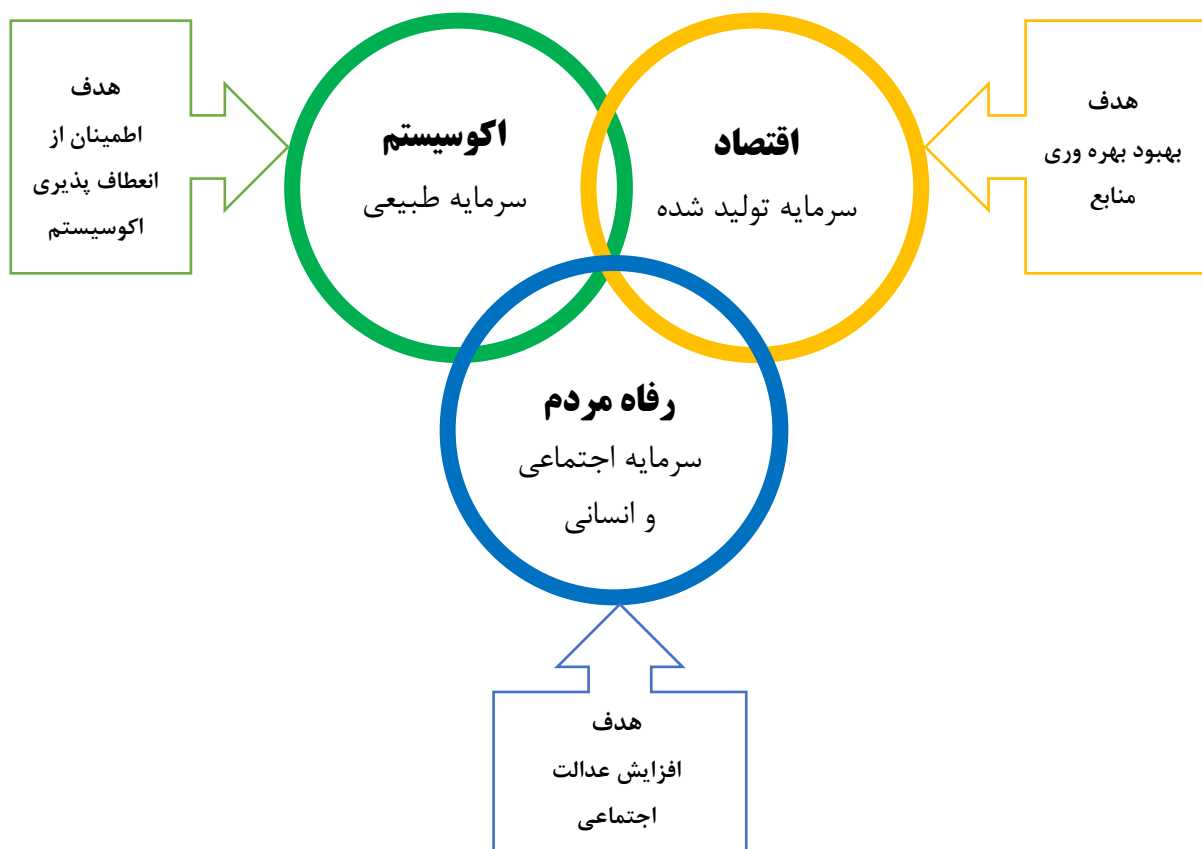 هدف
بهبود بهره وری
منابع
اقتصاد
سرمایه تولید شده
اکوسیستم
سرمایه طبیعی
هدف
اطمینان از
انعطاف پذیری
اکوسیستم
رفاه مردم
سرمایه اجتماعی
و انسانی
هدف
افزایش عدالت
اجتماعی